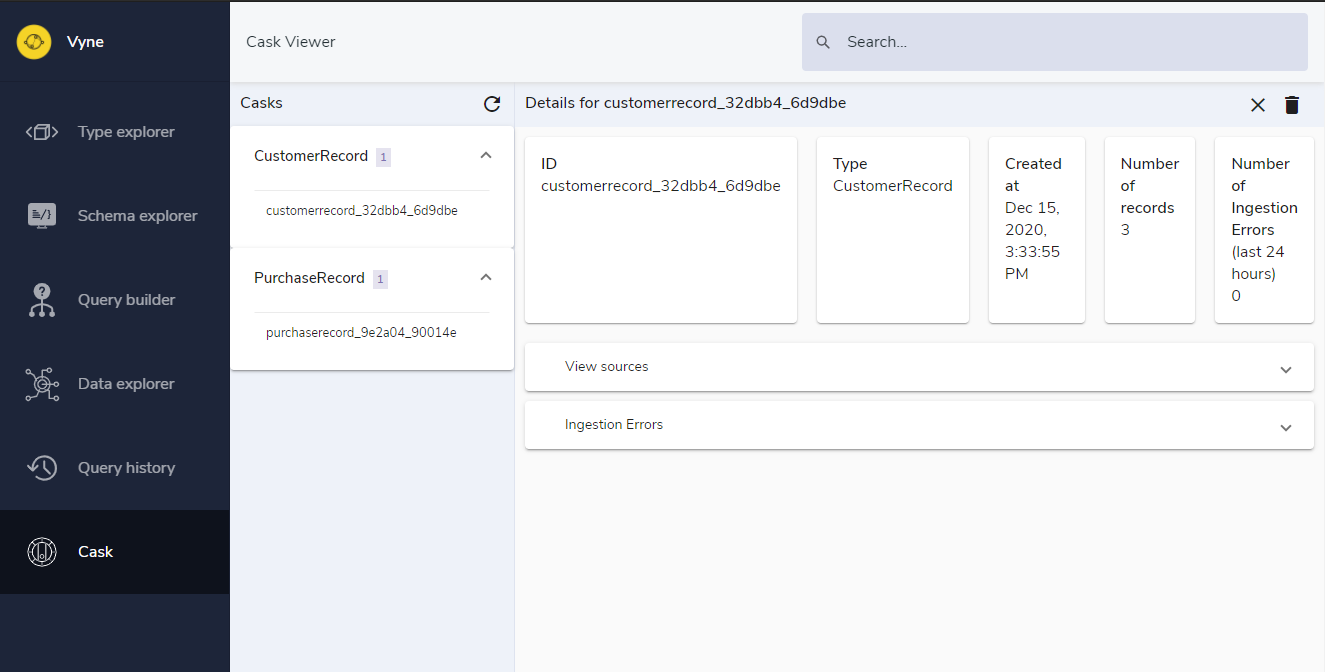 Vyne
Type explorer
Schema explorer
Query builder
Data explorer
Query history
Cask
Cask Viewer
Search...
Casks
CustomerRecord 1
customerrecord_32dbb4_6d9dbe
PurchaseRecord 1
purchaserecord_9e2a04_90014e
Details for customerrecord_32dbb4_6d9dbe
ID
customerrecord_32dbb4_6d9dbe
Type
CustomerRecord
Created
at
Dec 15,
2020,
3:33:55
PM
Number
of
records
3
Number
of
Ingestion
Errors
(last 24
hours)
0
View sources
Ingestion Errors